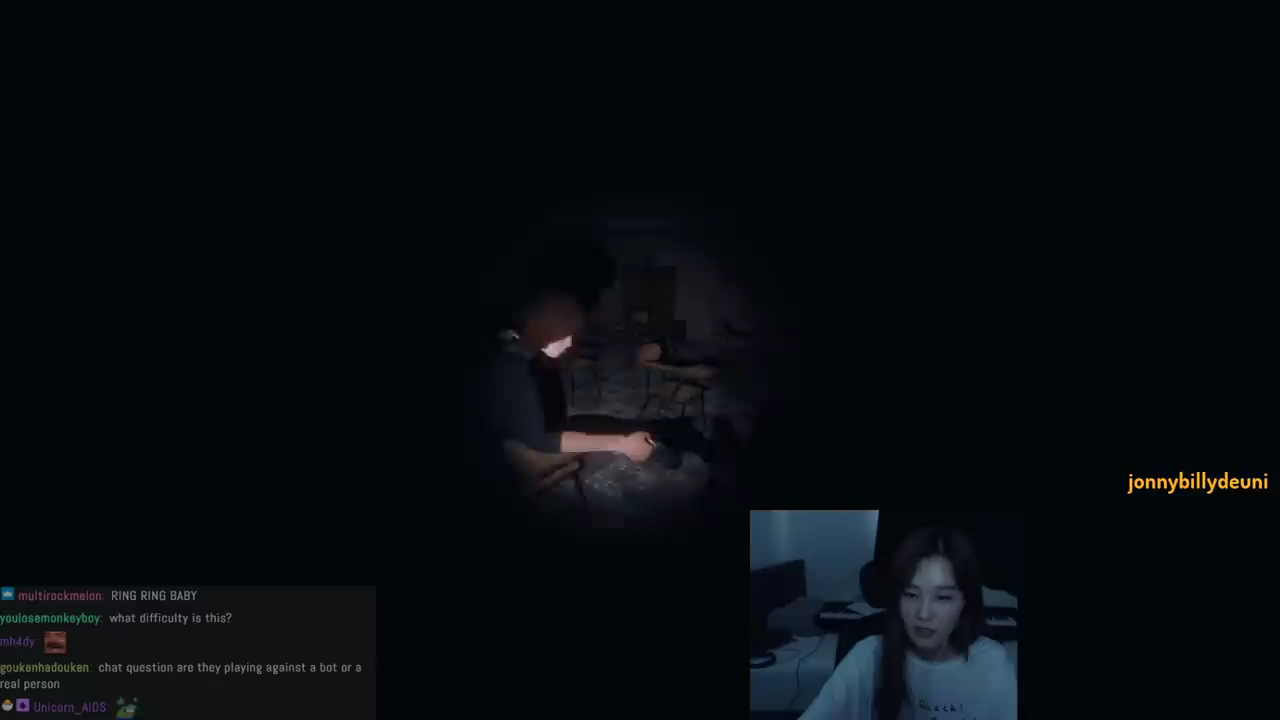 jonnybillydeuni
multirockmelon: RING RING BABY
youlosemonkeyboy: what difficulty is this?
mh4dy
goukenhadouken: chat question are they playing against a bot or a
real person
Unicorn_AIDS